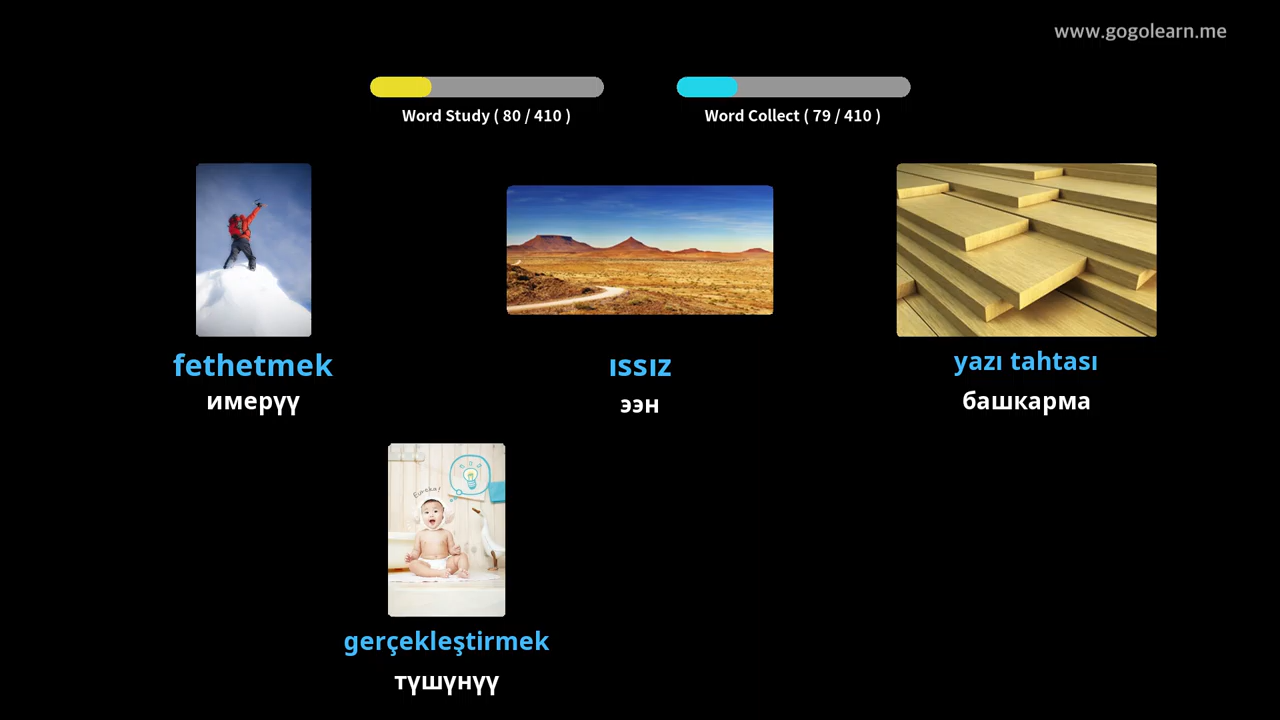 www.gogolearn.me
Word Study ( 80 / 410 )
Word Collect ( 79 / 410 )
fethetmek
имерүү
ıssız
ээн
yazı tahtası
башкарма
Eureka!
gerçekleştirmek
түшүнүү